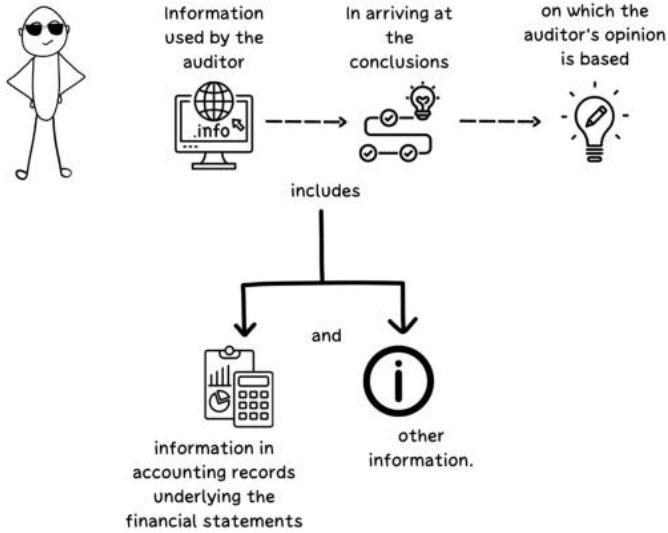 Information
used by the
auditor
In arriving at
the
conclusions
on which the
auditor's opinion
is based
.info
includes
and
information in
accounting records
underlying the
financial statements
i
other
information.